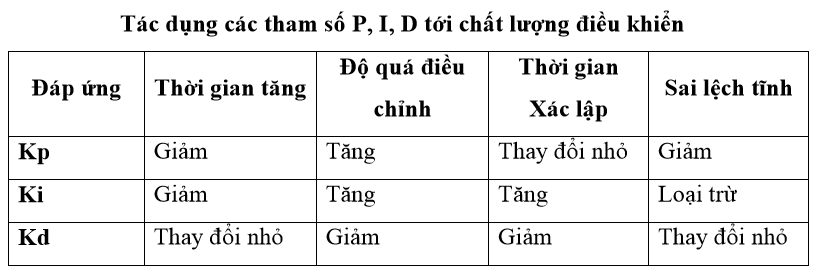 Tác dụng các tham số P, I, D tới chất lượng điều khiển
Đáp ứng Thời gian tăng Độ quá điều chỉnh Thời gian Xác lập Sai lệch tĩnh
Kp Giảm Tăng Thay đổi nhỏ Giảm
Ki Giảm Tăng Tăng Loại trừ
Kd Thay đổi nhỏ Giảm Giảm Thay đổi nhỏ